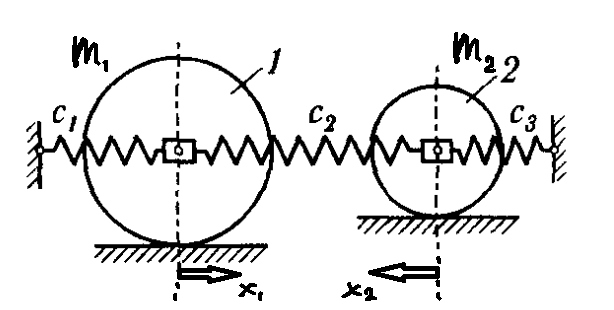 m₁ 1 m₂ 2
c₁ c₂ c₃
x₁ x₂